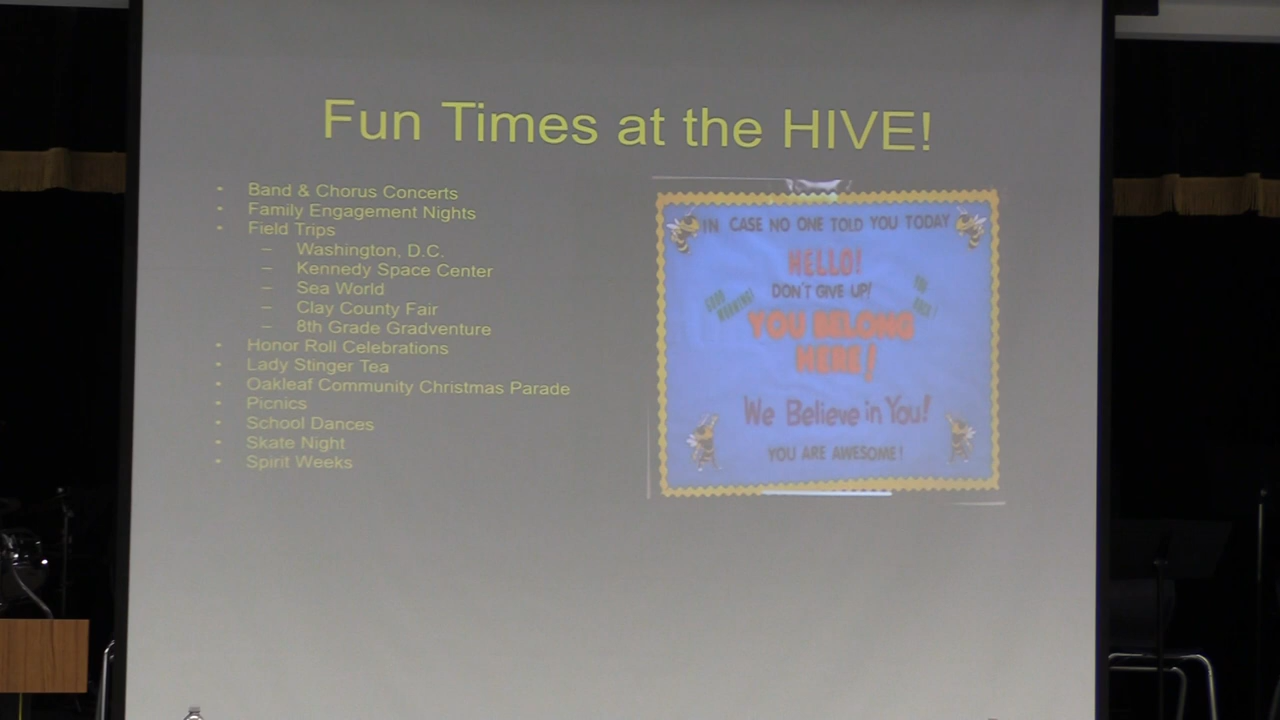 Fun Times at the HIVE!
• Band & Chorus Concerts
• Family Engagement Nights
• Field Trips
– Washington, D.C.
– Kennedy Space Center
– Sea World
– Clay County Fair
– 8th Grade Gradventure
• Honor Roll Celebrations
• Lady Stinger Tea
• Oakleaf Community Christmas Parade
• Picnics
• School Dances
• Skate Night
• Spirit Weeks
IN CASE NO ONE TOLD YOU TODAY
HELLO!
GOOD MORNING!
DON'T GIVE UP!
YOU BELONG
HERE!
We Believe in You!
YOU ARE AWESOME!